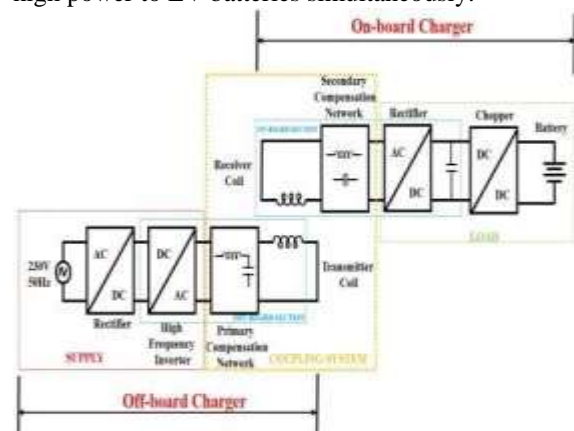 high power to EV batteries simultaneously.
On-board Charger
Secondary
Compensation
Network
Rectifier
Chopper
Battery
AC
DC
DC
DC
Receiver
Coil
LOAD
230V
50Hz
AC
DC
DC
AC
Transmitter
Coil
Rectifier
High
Frequency
Inverter
Primary
Compensation
Network
SUPPLY
COUPLING SYSTEM
Off-board Charger